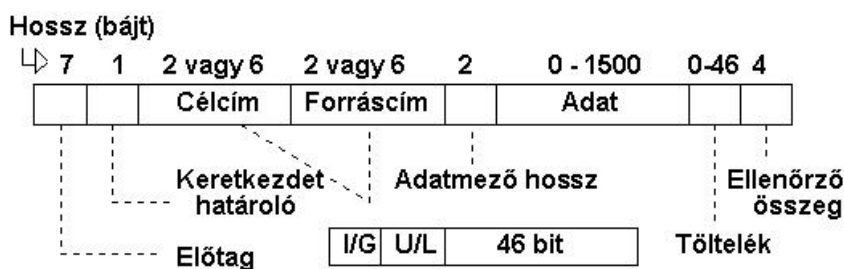 Hossz (bájt)
7 1 2 vagy 6 2 vagy 6 2 0 - 1500 0-46 4
Célcím Forráscím Adat
Keretkezdet Adatmező hossz Ellenőrző
határoló összeg
I/G U/L 46 bit Töltelék
Előtag